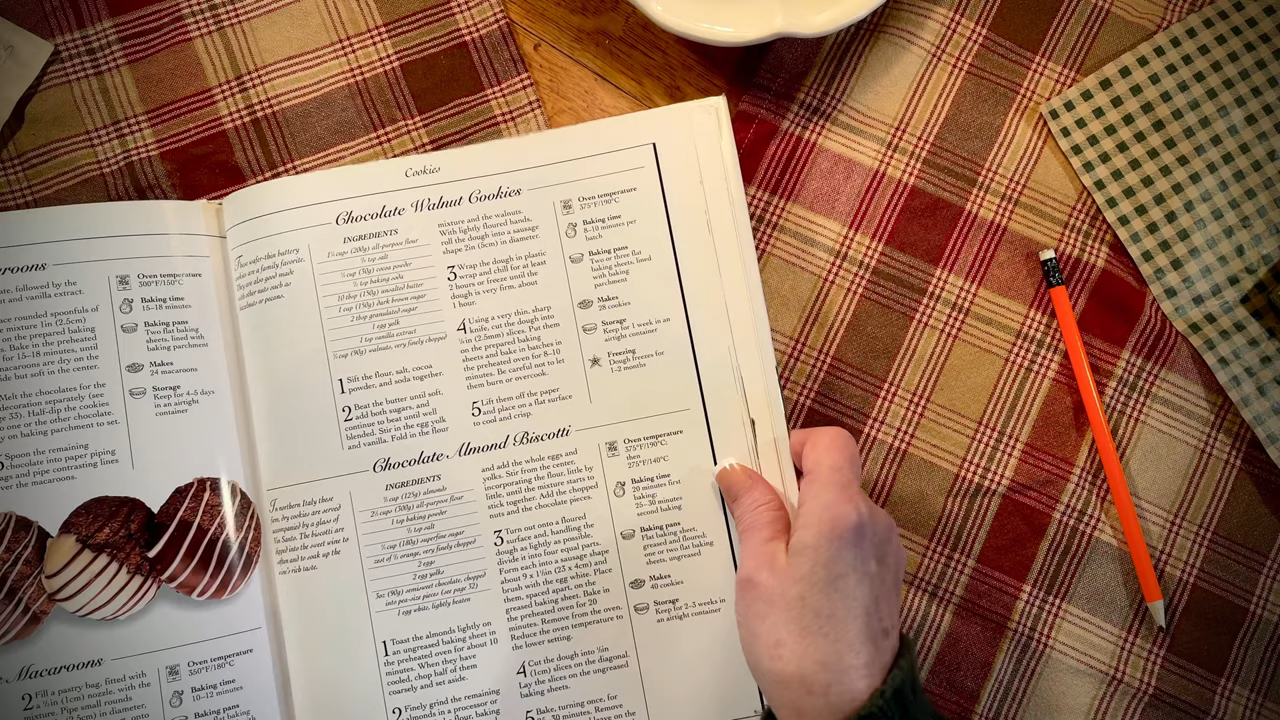 aroons
ate, followed by the
t and vanilla extract.
ace rounded spoonfuls of
e mixture 1in (2.5cm)
on the prepared baking
Bake in the preheated
for 15–18 minutes, until
macaroons are dry on the
ide but soft in the center.
Melt the chocolates for the
decoration separately (see
ge 33). Half-dip the cookies
o one or the other chocolate.
y on baking parchment to set.
Spoon the remaining
chocolate into paper piping
ags and pipe contrasting lines
ver the macaroons.
Oven temperature
300°F/150°C
Baking time
15–18 minutes
Baking pans
Two flat baking
sheets, lined with
baking parchment
Makes
24 macaroons
Storage
Keep for 4–5 days
in an airtight
container
Macaroons
2 Fill a pastry bag, fitted with
a ½in (1cm) nozzle, with the
Pipe small rounds
Oven temperature
350°F/180°C
Baking time
10–12 minutes
Baking pans
Cookies
Chocolate Walnut Cookies
These wafer-thin buttery
cookies are a family favorite.
They are also good made
with other nuts such as
hazelnuts or pecans.
INGREDIENTS
1¼ cups (200g) all-purpose flour
tsp salt
cup (30g) cocoa powder
½ tsp baking soda
10 tbsp (150g) unsalted butter
1 cup (150g) dark brown sugar
2 tbsp granulated sugar
1 egg yolk
1 tsp vanilla extract
¾ cup (90g) walnuts, very finely chopped
1 Sift the flour, salt, cocoa
powder, and soda together.
2 Beat the butter until soft,
add both sugars, and
continue to beat until well
blended. Stir in the egg yolk
and vanilla. Fold in the flour
mixture and the walnuts.
With lightly floured hands,
roll the dough into a sausage
shape 2in (5cm) in diameter.
3 Wrap the dough in plastic
wrap and chill for at least
2 hours or freeze until the
dough is very firm, about
1 hour.
4 Using a very thin, sharp
knife, cut the dough into
¼in (2.5mm) slices. Put them
on the prepared baking
sheets and bake in batches in
the preheated oven for 8–10
minutes. Be careful not to let
them burn or overcook.
5 Lift them off the paper
and place on a flat surface
to cool and crisp.
Oven temperature
375°F/190°C
Baking time
8–10 minutes per
batch
Baking pans
Two or three flat
baking sheets, lined
with baking
parchment
Makes
28 cookies
Storage
Keep for 1 week in an
airtight container
Freezing
Dough freezes for
1–2 months
Chocolate Almond Biscotti
In northern Italy these
firm, dry cookies are served
accompanied by a glass of
Vin Santo. The biscotti are
dipped into the sweet wine to
soften and to soak up the
wine's rich taste.
INGREDIENTS
¾ cup (125g) almonds
2½ cups (300g) all-purpose flour
1 tsp baking powder
½ tsp salt
¾ cup (180g) superfine sugar
zest of ½ orange, very finely chopped
2 eggs
2 egg yolks
3oz (90g) semisweet chocolate, chopped
into pea-size pieces (see page 32)
1 egg white, lightly beaten
1 Toast the almonds lightly on
an ungreased baking sheet in
the preheated oven for about 10
minutes. When they have
cooled, chop half of them
coarsely and set aside.
2 Finely grind the remaining
almonds in a processor or
flour, baking
add the whole eggs and
yolks. Stir from the center,
incorporating the flour, little by
little, until the mixture starts to
stick together. Add the chopped
nuts and the chocolate pieces.
3 Turn out onto a floured
surface and, handling the
dough as lightly as possible,
divide it into four equal parts.
Form each into a sausage shape
about 9 x 1½in (23 x 4cm) and
brush with the egg white. Place
them, spaced apart, on the
greased baking sheet. Bake in
the preheated oven for 20
minutes. Remove from the oven.
Reduce the oven temperature to
the lower setting.
4 Cut the dough into ½in
(1cm) slices on the diagonal.
Lay the slices on the ungreased
baking sheets.
5 Bake, turning once, for
25–30 minutes. Remove
leave on the
Oven temperature
375°F/190°C;
then
275°F/140°C
Baking time
20 minutes first
baking;
25–30 minutes
second baking
Baking pans
Flat baking sheet,
greased and floured;
one or two flat baking
sheets, ungreased
Makes
40 cookies
Storage
Keep for 2–3 weeks in
an airtight container